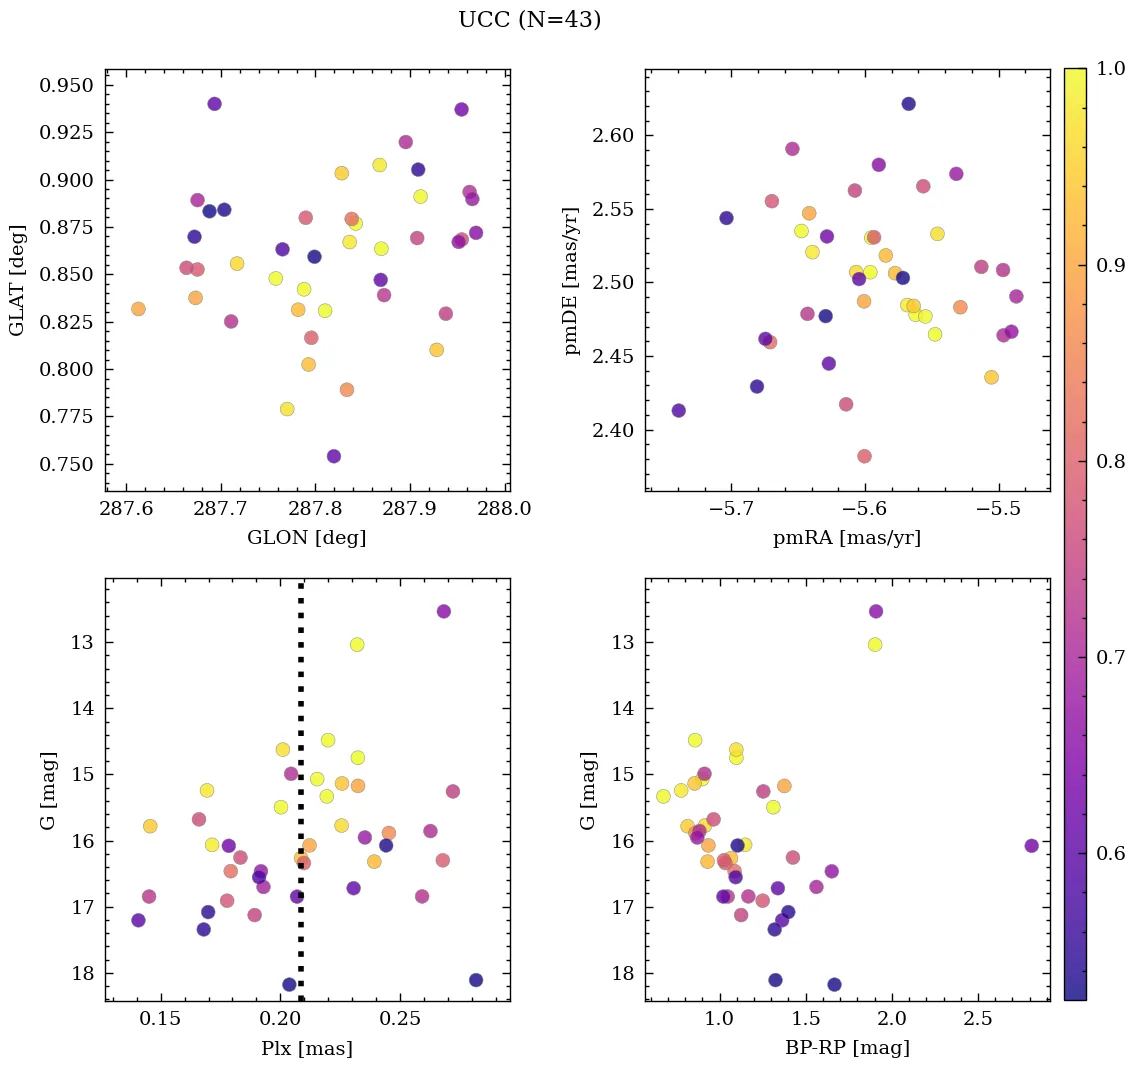 UCC (N=43)
0.950
0.925
0.900
0.875
0.850
0.825
0.800
0.775
0.750
GLAT [deg]
287.6 287.7 287.8 287.9 288.0
GLON [deg]
2.60
2.55
2.50
2.45
2.40
pmDE [mas/yr]
−5.7 −5.6 −5.5
pmRA [mas/yr]
1.0
0.9
0.8
0.7
0.6
13
14
15
16
17
18
G [mag]
0.15 0.20 0.25
Plx [mas]
13
14
15
16
17
18
G [mag]
1.0 1.5 2.0 2.5
BP-RP [mag]